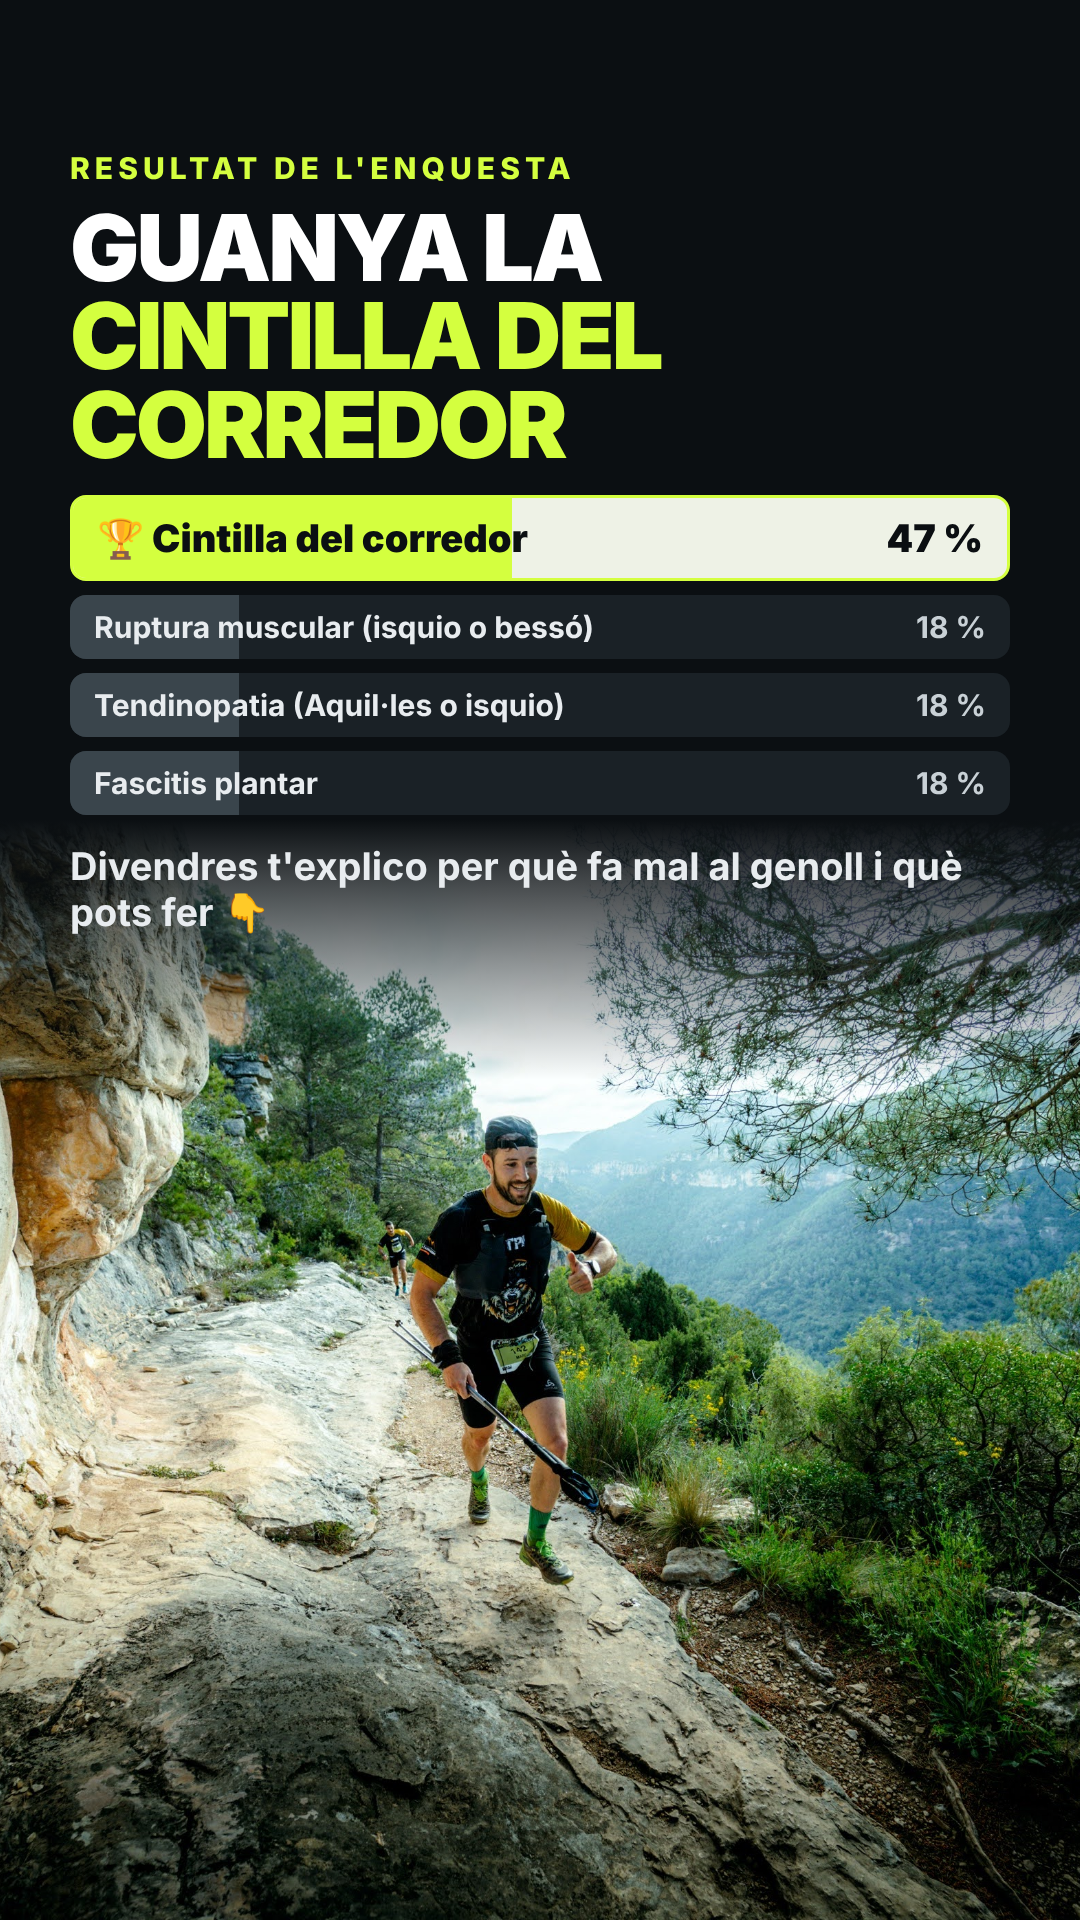 RESULTAT DE L'ENQUESTA
GUANYA LA
CINTILLA DEL
CORREDOR
🏆 Cintilla del corredor 47 %
Ruptura muscular (isquio o bessó) 18 %
Tendinopatia (Aquil·les o isquio) 18 %
Fascitis plantar 18 %
Divendres t'explico per què fa mal al genoll i què
pots fer 👇